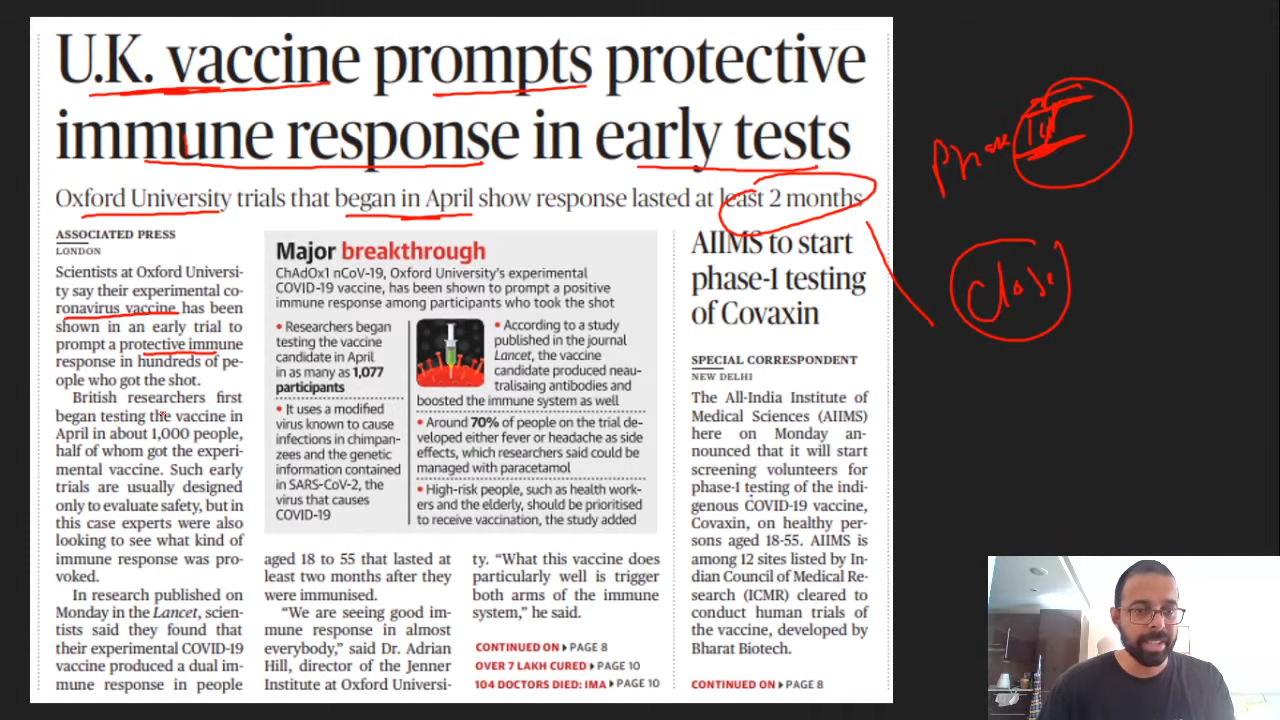 U.K. vaccine prompts protective
immune response in early tests
Oxford University trials that began in April show response lasted at least 2 months
ASSOCIATED PRESS
LONDON
Scientists at Oxford Universi-
ty say their experimental co-
ronavirus vaccine has been
shown in an early trial to
prompt a protective immune
response in hundreds of pe-
ople who got the shot.
British researchers first
began testing the vaccine in
April in about 1,000 people,
half of whom got the experi-
mental vaccine. Such early
trials are usually designed
only to evaluate safety, but in
this case experts were also
looking to see what kind of
immune response was pro-
voked.
In research published on
Monday in the Lancet, scien-
tists said they found that
their experimental COVID-19
vaccine produced a dual im-
mune response in people
Major breakthrough
ChAdOx1 nCoV-19, Oxford University's experimental
COVID-19 vaccine, has been shown to prompt a positive
immune response among participants who took the shot
• Researchers began
testing the vaccine
candidate in April
in as many as 1,077
participants
• It uses a modified
virus known to cause
infections in chimpan-
zees and the genetic
information contained
in SARS-CoV-2, the
virus that causes
COVID-19
• According to a study
published in the journal
Lancet, the vaccine
candidate produced neau-
tralisaing antibodies and
boosted the immune system as well
• Around 70% of people on the trial de-
veloped either fever or headache as side
effects, which researchers said could be
managed with paracetamol
• High-risk people, such as health work-
ers and the elderly, should be prioritised
to receive vaccination, the study added
aged 18 to 55 that lasted at
least two months after they
were immunised.
"We are seeing good im-
mune response in almost
everybody," said Dr. Adrian
Hill, director of the Jenner
Institute at Oxford Universi-
ty. "What this vaccine does
particularly well is trigger
both arms of the immune
system," he said.
CONTINUED ON ▸ PAGE 8
OVER 7 LAKH CURED ▸ PAGE 10
104 DOCTORS DIED: IMA ▸ PAGE 10
AIIMS to start
phase-1 testing
of Covaxin
SPECIAL CORRESPONDENT
NEW DELHI
The All-India Institute of
Medical Sciences (AIIMS)
here on Monday an-
nounced that it will start
screening volunteers for
phase-1 testing of the indi-
genous COVID-19 vaccine,
Covaxin, on healthy per-
sons aged 18-55. AIIMS is
among 12 sites listed by In-
dian Council of Medical Re-
search (ICMR) cleared to
conduct human trials of
the vaccine, developed by
Bharat Biotech.
CONTINUED ON ▸ PAGE 8
Phase